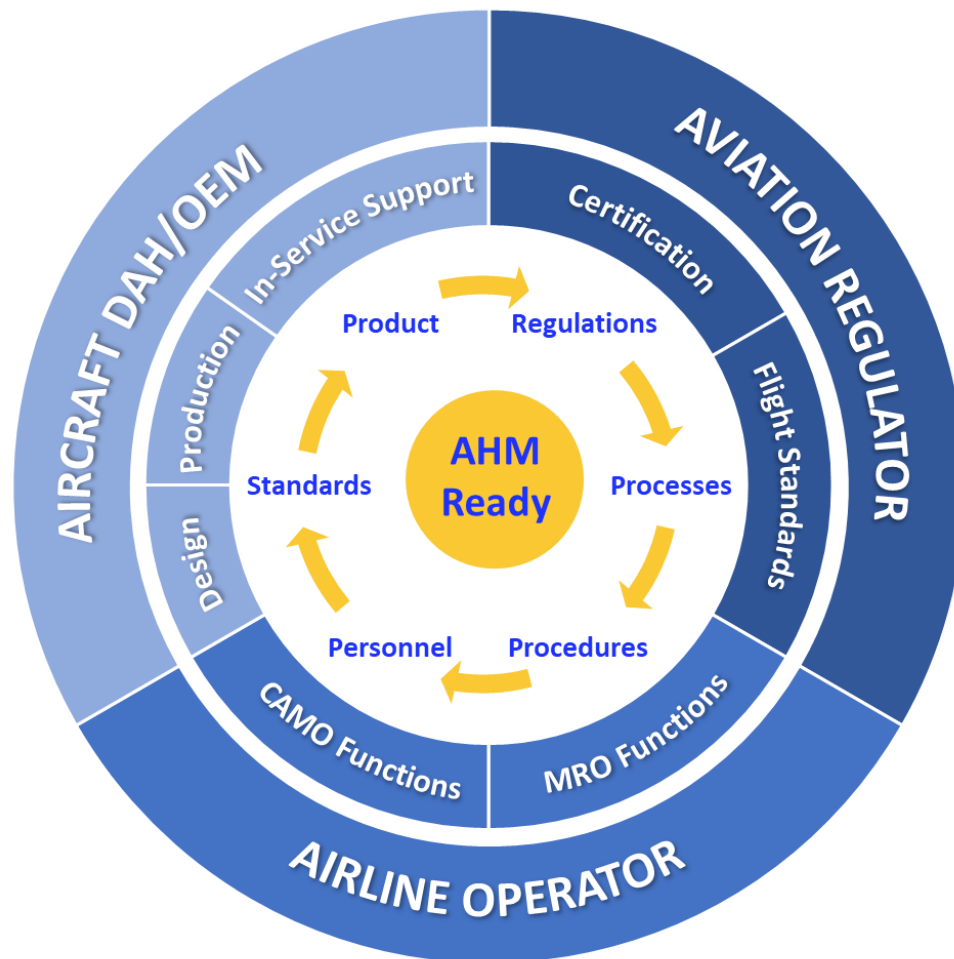 AIRCRAFT DAH/OEM
AVIATION REGULATOR
AIRLINE OPERATOR
In-Service Support
Production
Design
Certification
Flight Standards
MRO Functions
CAMO Functions
Product
Regulations
Processes
Procedures
Personnel
Standards
AHM
Ready